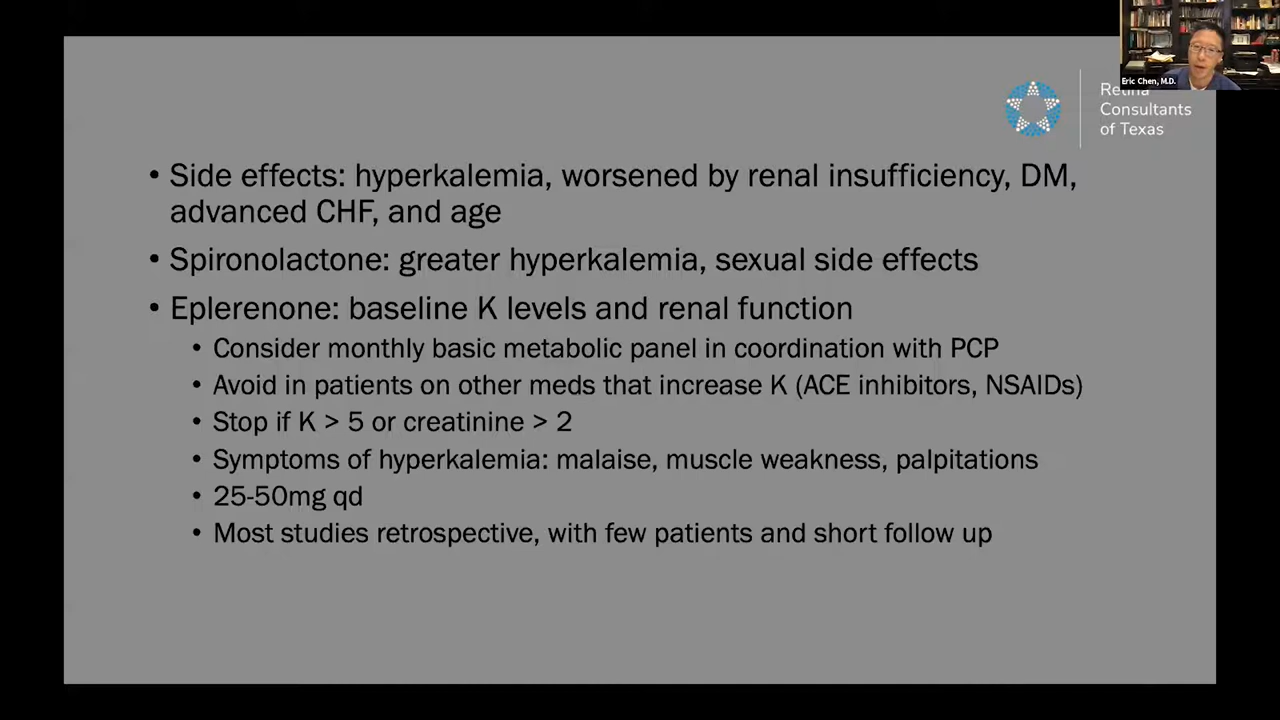 Eric Chen, M.D.
Retina
Consultants
of Texas
• Side effects: hyperkalemia, worsened by renal insufficiency, DM,
advanced CHF, and age
• Spironolactone: greater hyperkalemia, sexual side effects
• Eplerenone: baseline K levels and renal function
• Consider monthly basic metabolic panel in coordination with PCP
• Avoid in patients on other meds that increase K (ACE inhibitors, NSAIDs)
• Stop if K > 5 or creatinine > 2
• Symptoms of hyperkalemia: malaise, muscle weakness, palpitations
• 25-50mg qd
• Most studies retrospective, with few patients and short follow up